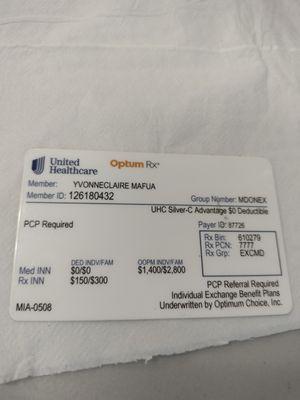 United Healthcare
Optum Rx®
Member: YVONNECLAIRE MAFUA
Member ID: 126180432
Group Number: MDONEX
UHC Silver-C Advantage $0 Deductible
PCP Required
Payer ID: 87726
Rx Bin: 610279
Rx PCN: 7777
Rx Grp: EXCMD
DED INDV/FAM OOPM INDV/FAM
Med INN $0/$0 $1,400/$2,800
Rx INN $150/$300
PCP Referral Required
Individual Exchange Benefit Plans
MIA-0508 Underwritten by Optimum Choice, Inc.